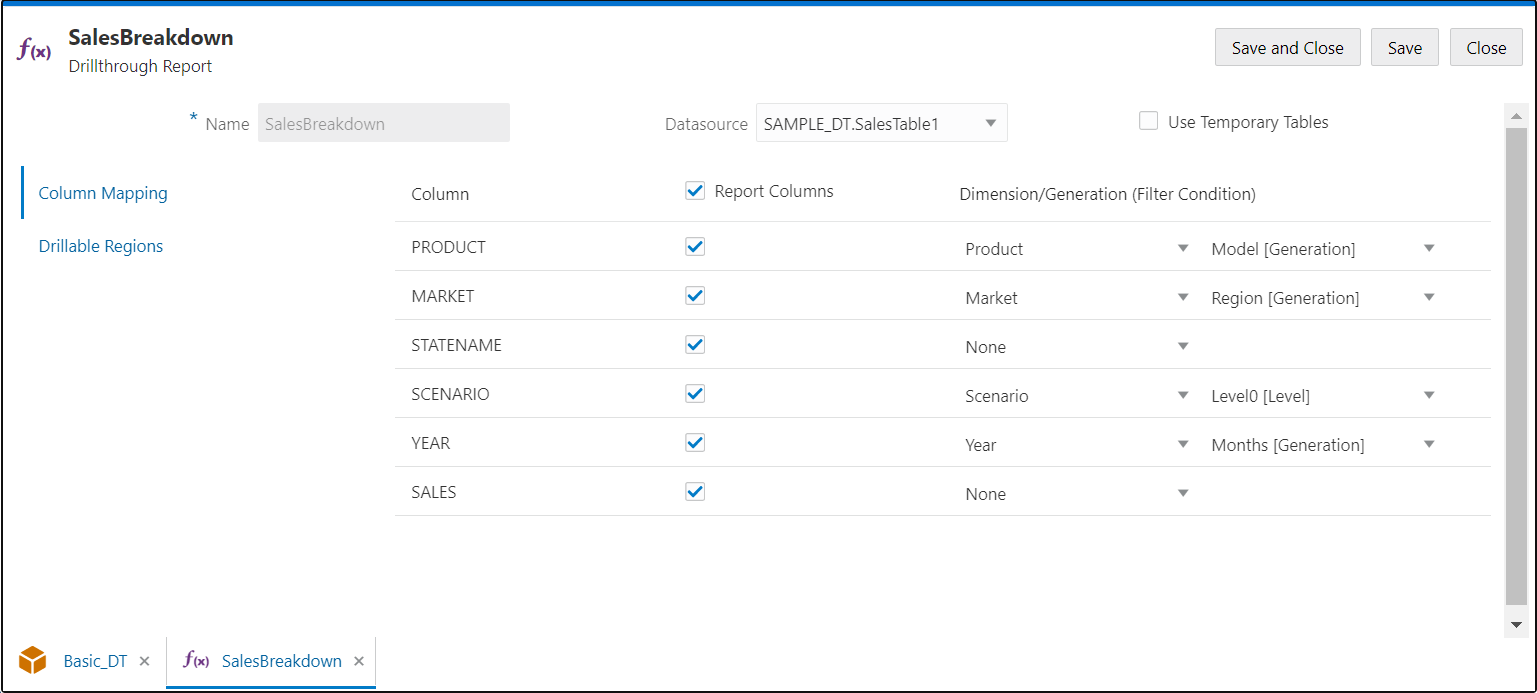 f(x) SalesBreakdown
Drillthrough Report
Save and Close Save Close
* Name SalesBreakdown Datasource SAMPLE_DT.SalesTable1 Use Temporary Tables
Column Mapping
Drillable Regions
Column Report Columns Dimension/Generation (Filter Condition)
PRODUCT Product Model [Generation]
MARKET Market Region [Generation]
STATENAME None
SCENARIO Scenario Level0 [Level]
YEAR Year Months [Generation]
SALES None
Basic_DT × f(x) SalesBreakdown ×